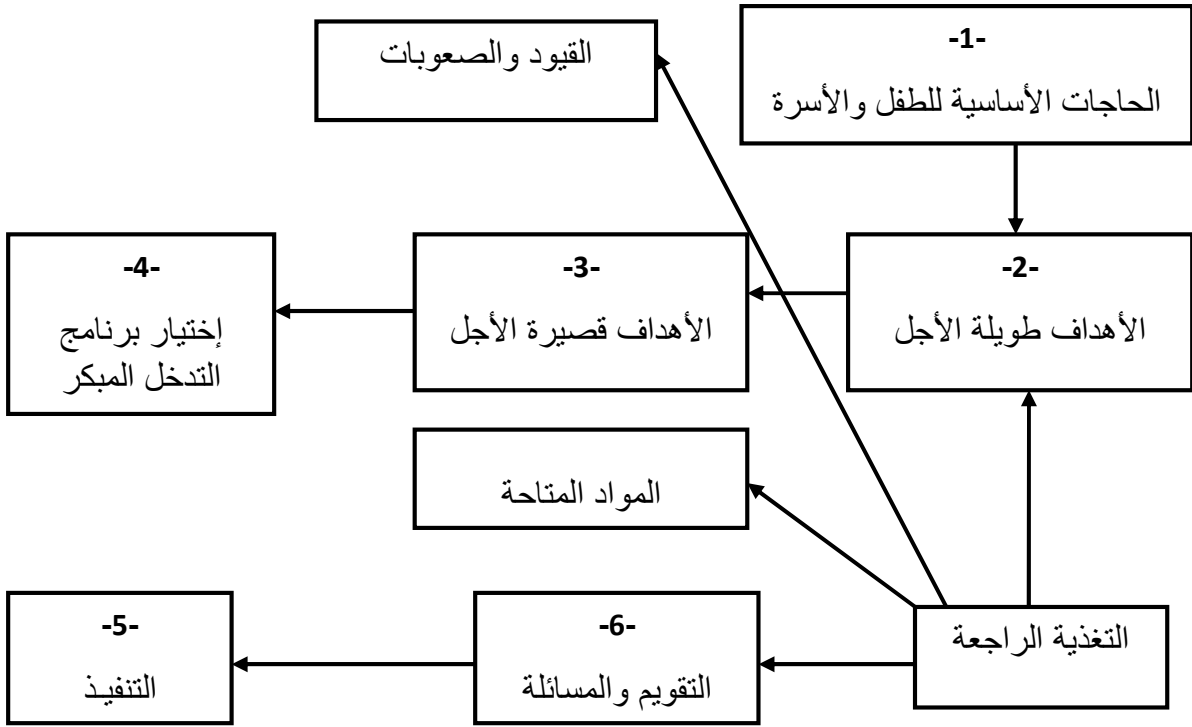 القيود والصعوبات
-1-
الحاجات الأساسية للطفل والأسرة
-2-
الأهداف طويلة الأجل
-3-
الأهداف قصيرة الأجل
-4-
إختيار برنامج
التدخل المبكر
المواد المتاحة
التغذية الراجعة
-6-
التقويم والمسائلة
-5-
التنفيـذ